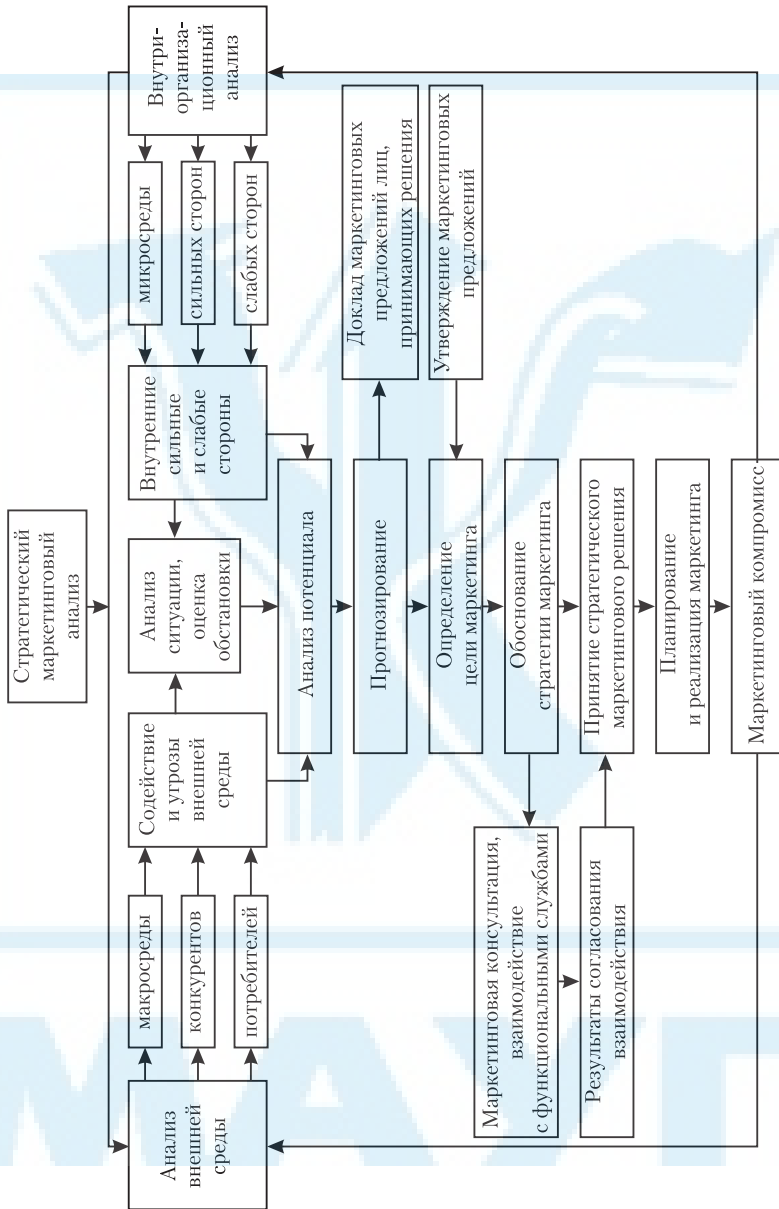 Стратегический
маркетинговый
анализ
Анализ
внешней
среды
макросреды
конкурентов
потребителей
Содействие
и угрозы
внешней
среды
Анализ
ситуации,
оценка
обстановки
Внутренние
сильные
и слабые
стороны
микросреды
сильных сторон
слабых сторон
Внутри-
организа-
ционный
анализ
Анализ потенциала
Прогнозирование
Доклад маркетинговых
предложений лиц,
принимающих решения
Определение
цели маркетинга
Утверждение маркетинговых
предложений
Маркетинговая консультация,
взаимодействие
с функциональными службами
Обоснование
стратегии маркетинга
Результаты согласования
взаимодействия
Принятие стратегического
маркетингового решения
Планирование
и реализация маркетинга
Маркетинговый компромисс
МАУП